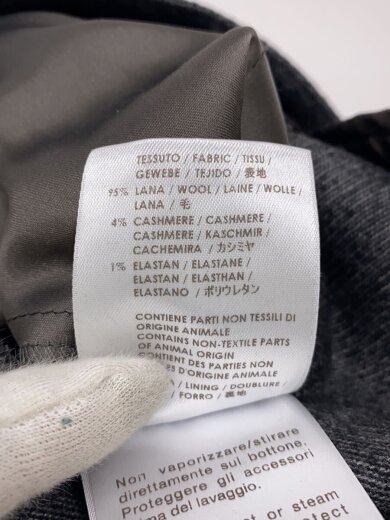 TESSUTO / FABRIC / TISSU /
GEWEBE / TEJIDO / 表地
95% LANA / WOOL / LAINE / WOLLE /
LANA / 毛
4% CASHMERE / CASHMERE /
CASHMERE / KASCHMIR /
CACHEMIRA / カシミヤ
1% ELASTAN / ELASTANE /
ELASTAN / ELASTHAN /
ELASTANO / ポリウレタン
CONTIENE PARTI NON TESSILI DI
ORIGINE ANIMALE
CONTAINS NON-TEXTILE PARTS
OF ANIMAL ORIGIN
CONTIENT DES PARTIES NON
D'ORIGINE ANIMALE
/ LINING / DOUBLURE /
/ FORRO / 裏地
Non vaporizzare/stirare
direttamente sul bottone.
Proteggere gli accessori
prima del lavaggio.
or steam